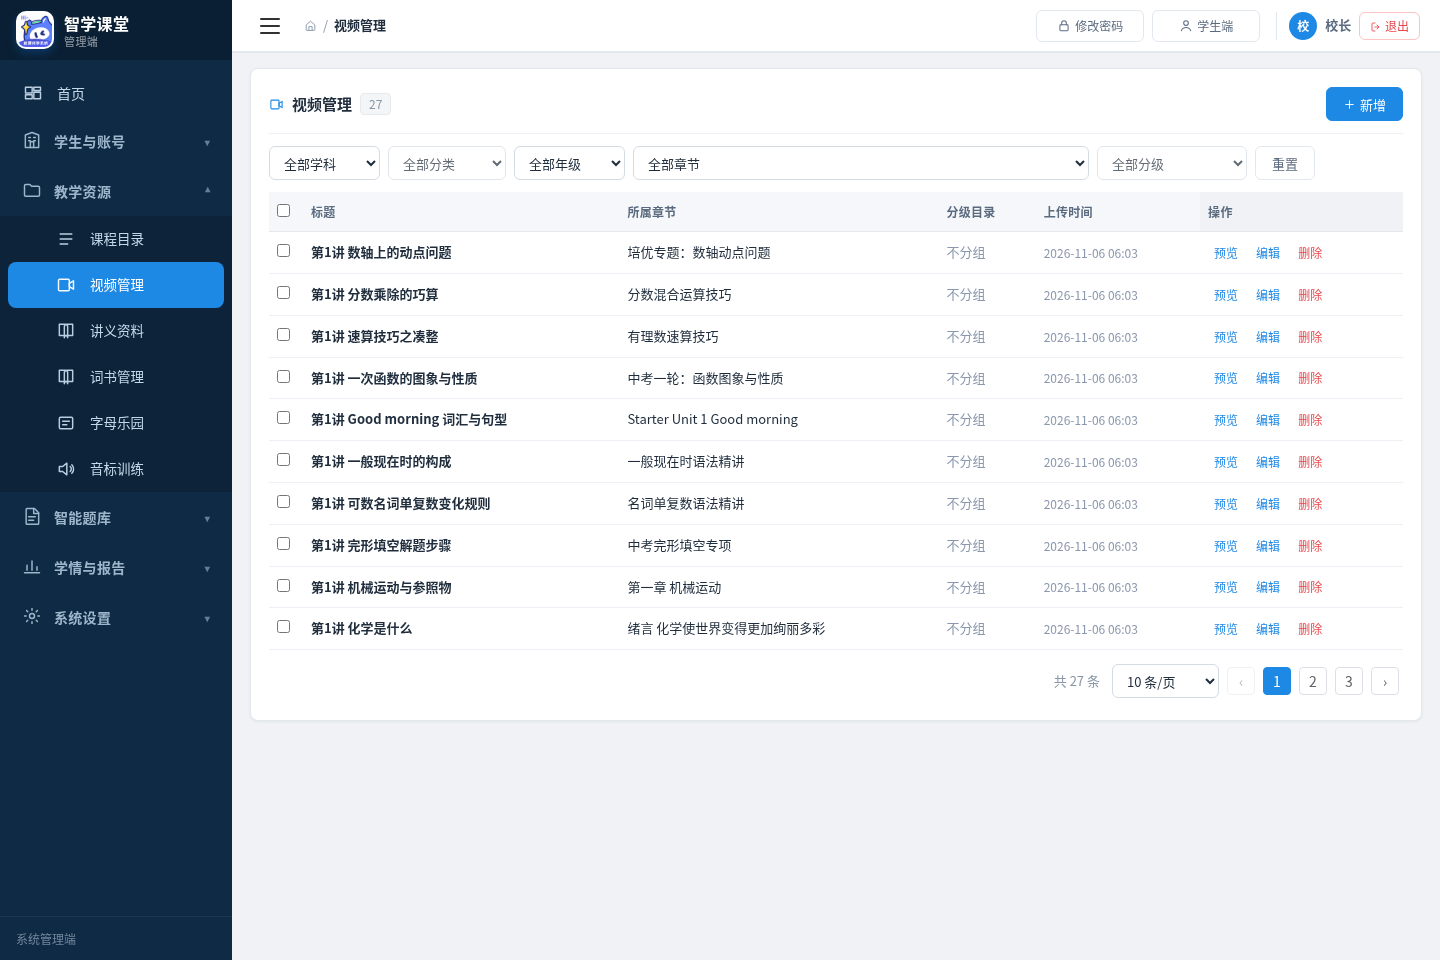 智学课堂
管理端
首页
学生与账号
教学资源
课程目录
视频管理
讲义资料
词书管理
字母乐园
音标训练
智能题库
学情与报告
系统设置
系统管理端
/ 视频管理
修改密码
学生端
校 校长
退出
视频管理 27
+ 新增
全部学科 全部分类 全部年级 全部章节 全部分级 重置
标题 所属章节 分级目录 上传时间 操作
第1讲 数轴上的动点问题 培优专题：数轴动点问题 不分组 2026-11-06 06:03 预览 编辑 删除
第1讲 分数乘除的巧算 分数混合运算技巧 不分组 2026-11-06 06:03 预览 编辑 删除
第1讲 速算技巧之凑整 有理数速算技巧 不分组 2026-11-06 06:03 预览 编辑 删除
第1讲 一次函数的图象与性质 中考一轮：函数图象与性质 不分组 2026-11-06 06:03 预览 编辑 删除
第1讲 Good morning 词汇与句型 Starter Unit 1 Good morning 不分组 2026-11-06 06:03 预览 编辑 删除
第1讲 一般现在时的构成 一般现在时语法精讲 不分组 2026-11-06 06:03 预览 编辑 删除
第1讲 可数名词单复数变化规则 名词单复数语法精讲 不分组 2026-11-06 06:03 预览 编辑 删除
第1讲 完形填空解题步骤 中考完形填空专项 不分组 2026-11-06 06:03 预览 编辑 删除
第1讲 机械运动与参照物 第一章 机械运动 不分组 2026-11-06 06:03 预览 编辑 删除
第1讲 化学是什么 绪言 化学使世界变得更加绚丽多彩 不分组 2026-11-06 06:03 预览 编辑 删除
共 27 条 10 条/页 ‹ 1 2 3 ›